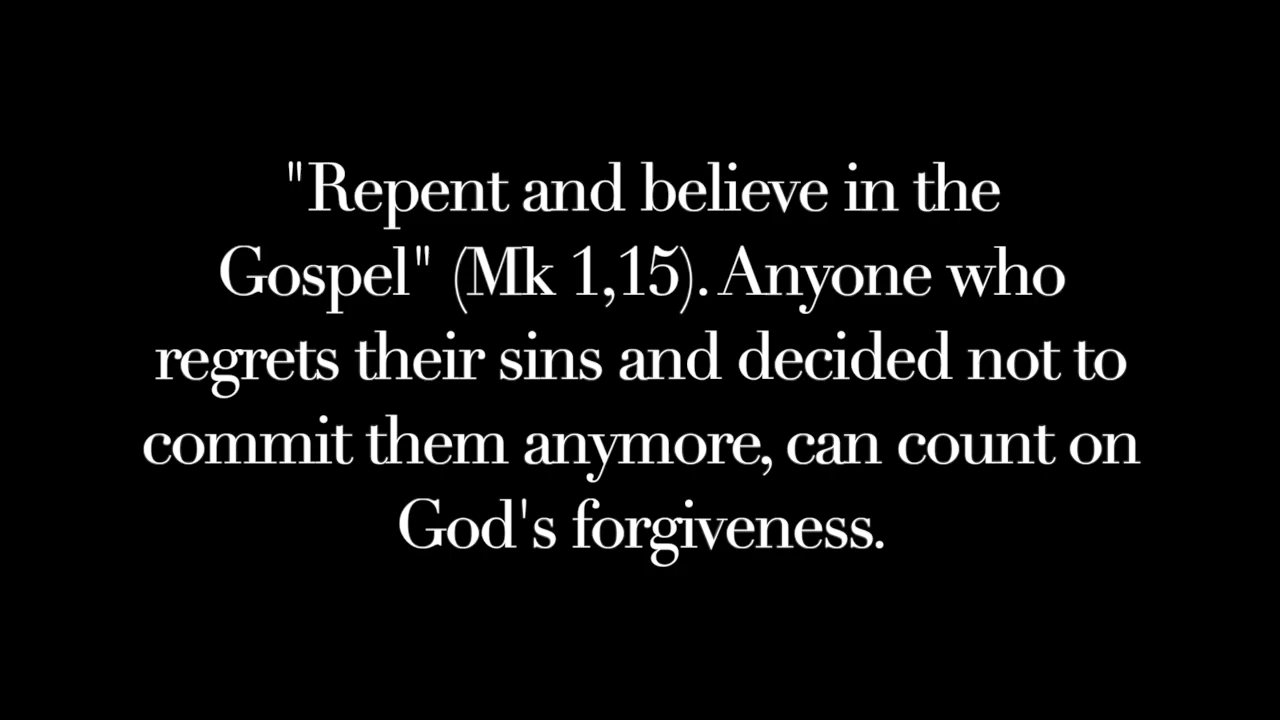 "Repent and believe in the
Gospel" (Mk 1,15). Anyone who
regrets their sins and decided not to
commit them anymore, can count on
God's forgiveness.